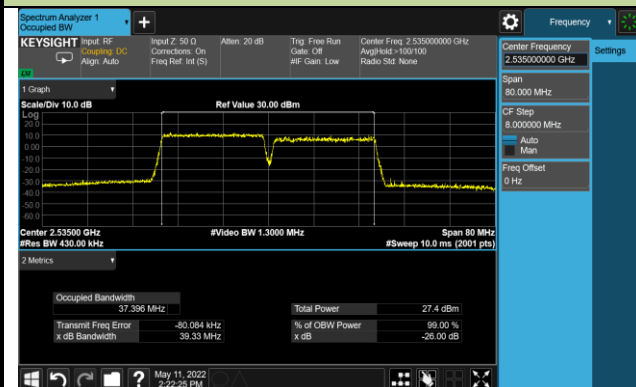 Spectrum Analyzer 1
Occupied BW
+
Frequency
KEYSIGHT
Input: RF
Coupling: DC
Align: Auto
Input Z: 50 Ω
Corrections: On
Freq Ref: Int (S)
Atten: 20 dB
Trig: Free Run
Gate: Off
#IF Gain: Low
Center Freq: 2.535000000 GHz
Avg|Hold:>100/100
Radio Std: None
Center Frequency
2.535000000 GHz
Settings
Span
80.000 MHz
CF Step
8.000000 MHz
Auto
Man
Freq Offset
0 Hz
1 Graph
Scale/Div 10.0 dB
Ref Value 30.00 dBm
Log
20.0
10.0
0.00
-10.0
-20.0
-30.0
-40.0
-50.0
-60.0
Center 2.53500 GHz
#Video BW 1.3000 MHz
Span 80 MHz
#Res BW 430.00 kHz
#Sweep 10.0 ms (2001 pts)
2 Metrics
Occupied Bandwidth
37.396 MHz
Total Power
27.4 dBm
Transmit Freq Error
-80.084 kHz
% of OBW Power
99.00 %
x dB Bandwidth
39.33 MHz
x dB
-26.00 dB
?
May 11, 2022
2:22:25 PM